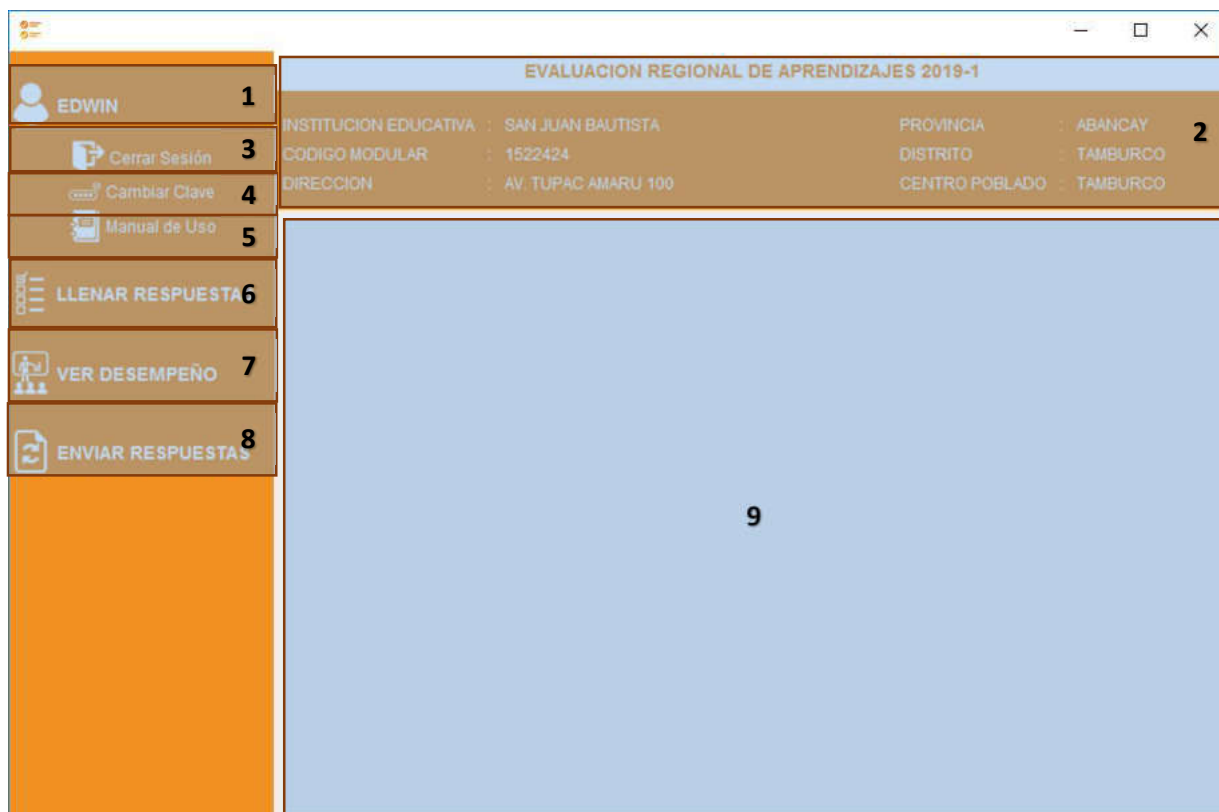 EVALUACION REGIONAL DE APRENDIZAJES 2019-1
EDWIN 1
INSTITUCION EDUCATIVA : SAN JUAN BAUTISTA PROVINCIA : ABANCAY 2
CODIGO MODULAR : 1522424 DISTRITO : TAMBURCO
DIRECCION : AV. TUPAC AMARU 100 CENTRO POBLADO : TAMBURCO
Cerrar Sesión 3
Cambiar Clave 4
Manual de Uso 5
LLENAR RESPUESTA 6
VER DESEMPEÑO 7
ENVIAR RESPUESTAS 8
9